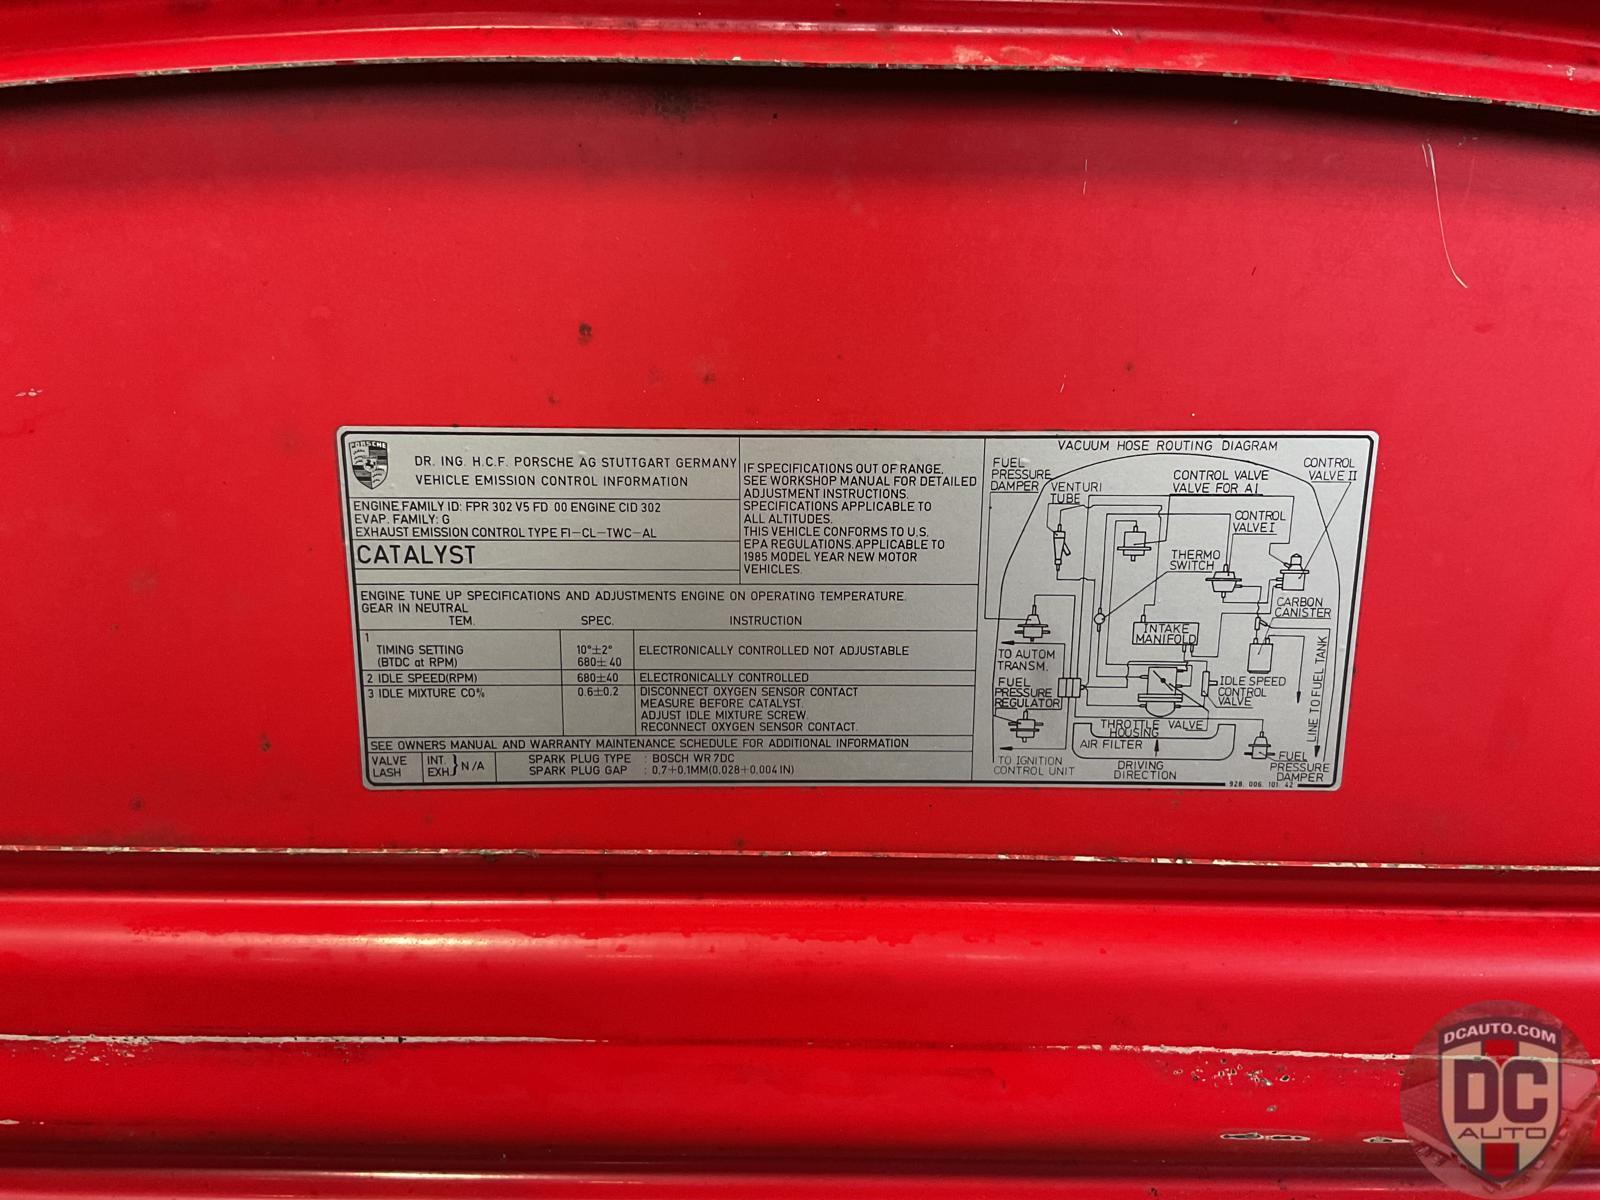 PORSCHE
DR. ING. H.C.F. PORSCHE AG STUTTGART GERMANY
VEHICLE EMISSION CONTROL INFORMATION
ENGINE FAMILY ID: FPR 302 V5 FD 00 ENGINE CID 302
EVAP. FAMILY: G
EXHAUST EMISSION CONTROL TYPE FI-CL-TWC-AL
CATALYST
IF SPECIFICATIONS OUT OF RANGE,
SEE WORKSHOP MANUAL FOR DETAILED
ADJUSTMENT INSTRUCTIONS.
SPECIFICATIONS APPLICABLE TO
ALL ALTITUDES.
THIS VEHICLE CONFORMS TO U.S.
EPA REGULATIONS. APPLICABLE TO
1985 MODEL YEAR NEW MOTOR
VEHICLES.
ENGINE TUNE UP SPECIFICATIONS AND ADJUSTMENTS ENGINE ON OPERATING TEMPERATURE.
GEAR IN NEUTRAL
TEM. SPEC. INSTRUCTION
1
TIMING SETTING 10°±2° ELECTRONICALLY CONTROLLED NOT ADJUSTABLE
(BTDC at RPM) 680±40
2 IDLE SPEED(RPM) 680±40 ELECTRONICALLY CONTROLLED
3 IDLE MIXTURE CO% 0.6±0.2 DISCONNECT OXYGEN SENSOR CONTACT
MEASURE BEFORE CATALYST.
ADJUST IDLE MIXTURE SCREW.
RECONNECT OXYGEN SENSOR CONTACT.
SEE OWNERS MANUAL AND WARRANTY MAINTENANCE SCHEDULE FOR ADDITIONAL INFORMATION
VALVE LASH
INT. EXH } N/A
SPARK PLUG TYPE : BOSCH WR7DC
SPARK PLUG GAP : 0,7+0,1MM(0.028+0.004 IN)
VACUUM HOSE ROUTING DIAGRAM
FUEL
PRESSURE
DAMPER
VENTURI
TUBE
CONTROL VALVE
VALVE FOR A.I.
CONTROL
VALVE II
CONTROL
VALVE I
THERMO
SWITCH
CARBON
CANISTER
INTAKE
MANIFOLD
TO AUTOM
TRANSM.
FUEL
PRESSURE
REGULATOR
IDLE SPEED
CONTROL
VALVE
LINE TO FUEL TANK
THROTTLE VALVE
HOUSING
AIR FILTER
TO IGNITION
CONTROL UNIT
DRIVING
DIRECTION
FUEL
PRESSURE
DAMPER
928. 006. 101. 42
DCAUTO.COM
DC
AUTO